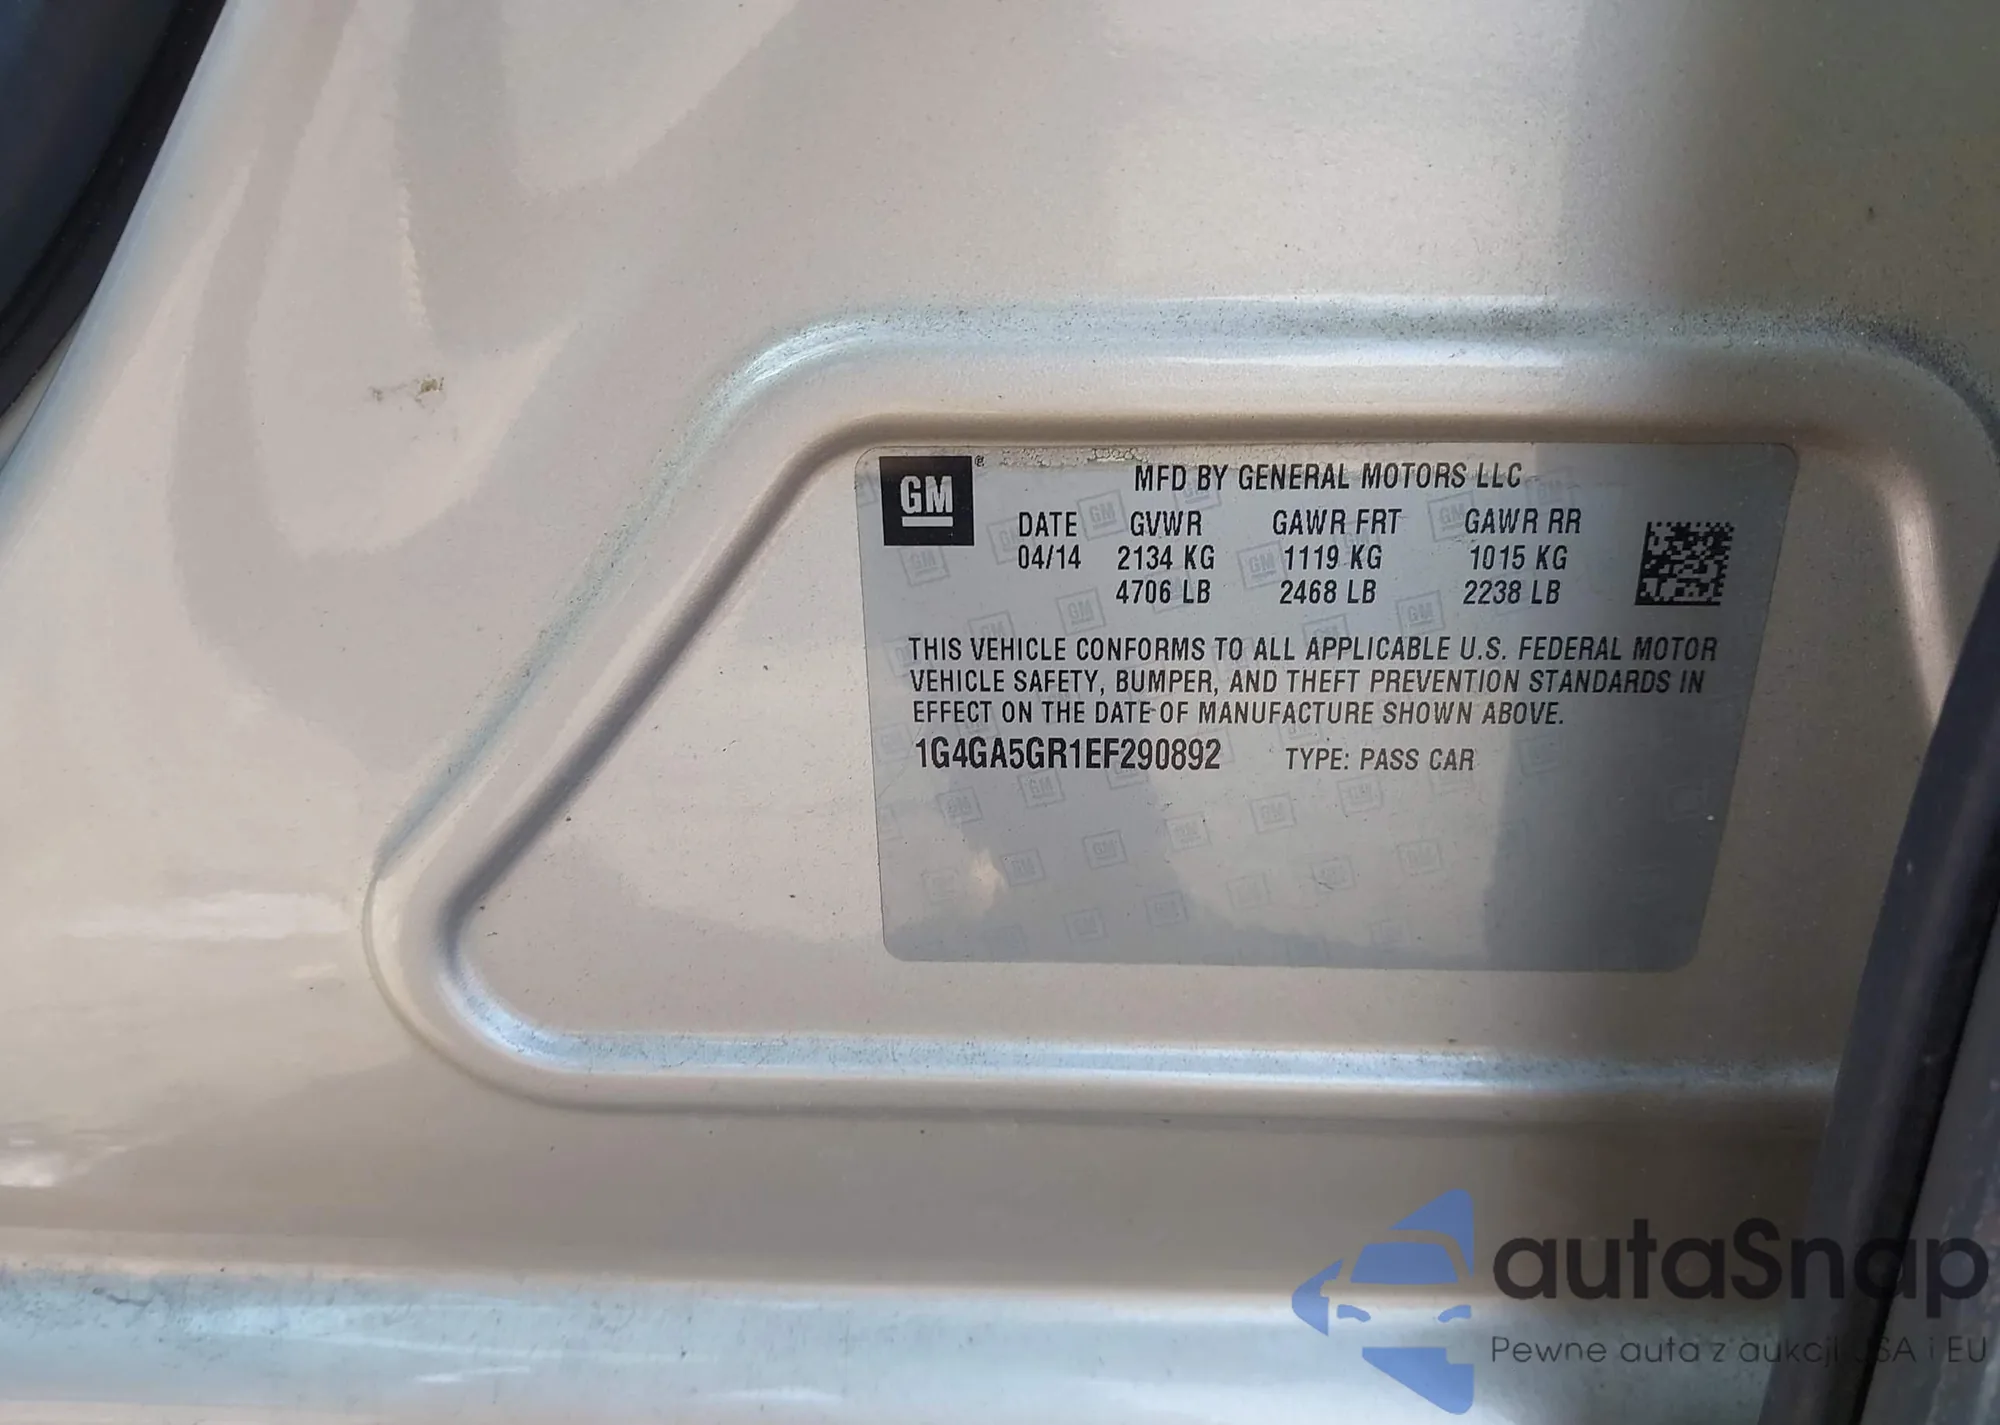 GM ®
MFD BY GENERAL MOTORS LLC
DATE GVWR GAWR FRT GAWR RR
04/14 2134 KG 1119 KG 1015 KG
4706 LB 2468 LB 2238 LB
THIS VEHICLE CONFORMS TO ALL APPLICABLE U.S. FEDERAL MOTOR
VEHICLE SAFETY, BUMPER, AND THEFT PREVENTION STANDARDS IN
EFFECT ON THE DATE OF MANUFACTURE SHOWN ABOVE.
1G4GA5GR1EF290892 TYPE: PASS CAR
autaSnap
Pewne auta z aukcji USA i EU